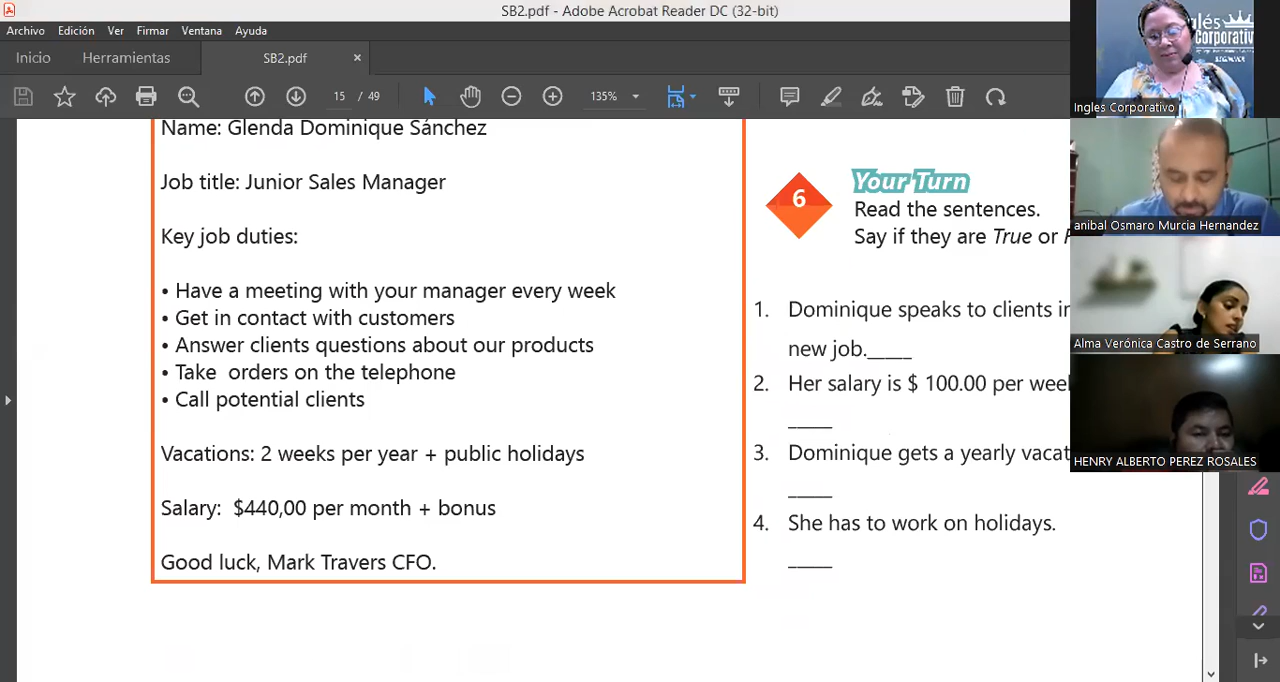 SB2.pdf - Adobe Acrobat Reader DC (32-bit)
Archivo Edición Ver Firmar Ventana Ayuda
Inicio Herramientas SB2.pdf ×
15 / 49 135%
Name: Glenda Dominique Sánchez
Job title: Junior Sales Manager
Key job duties:
• Have a meeting with your manager every week
• Get in contact with customers
• Answer clients questions about our products
• Take orders on the telephone
• Call potential clients
Vacations: 2 weeks per year + public holidays
Salary: $440,00 per month + bonus
Good luck, Mark Travers CFO.
6
Your Turn
Read the sentences.
Say if they are True or
1. Dominique speaks to clients in
new job._____
2. Her salary is $ 100.00 per week
_____
3. Dominique gets a yearly vacat
_____
4. She has to work on holidays.
_____
Ingles Corporativo
anibal Osmaro Murcia Hernandez
Alma Verónica Castro de Serrano
HENRY ALBERTO PEREZ ROSALES